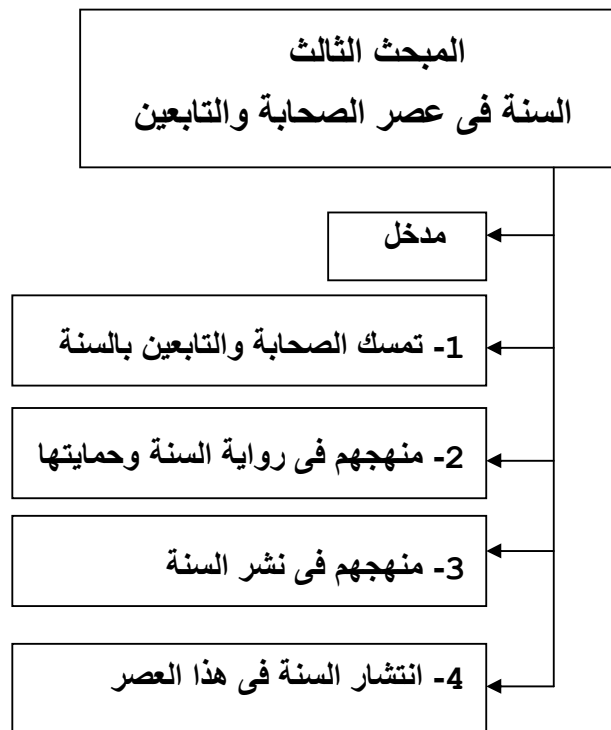 المبحث الثالث
السنة فى عصر الصحابة والتابعين
مدخل
1- تمسك الصحابة والتابعين بالسنة
2- منهجهم فى رواية السنة وحمايتها
3- منهجهم فى نشر السنة
4- انتشار السنة فى هذا العصر